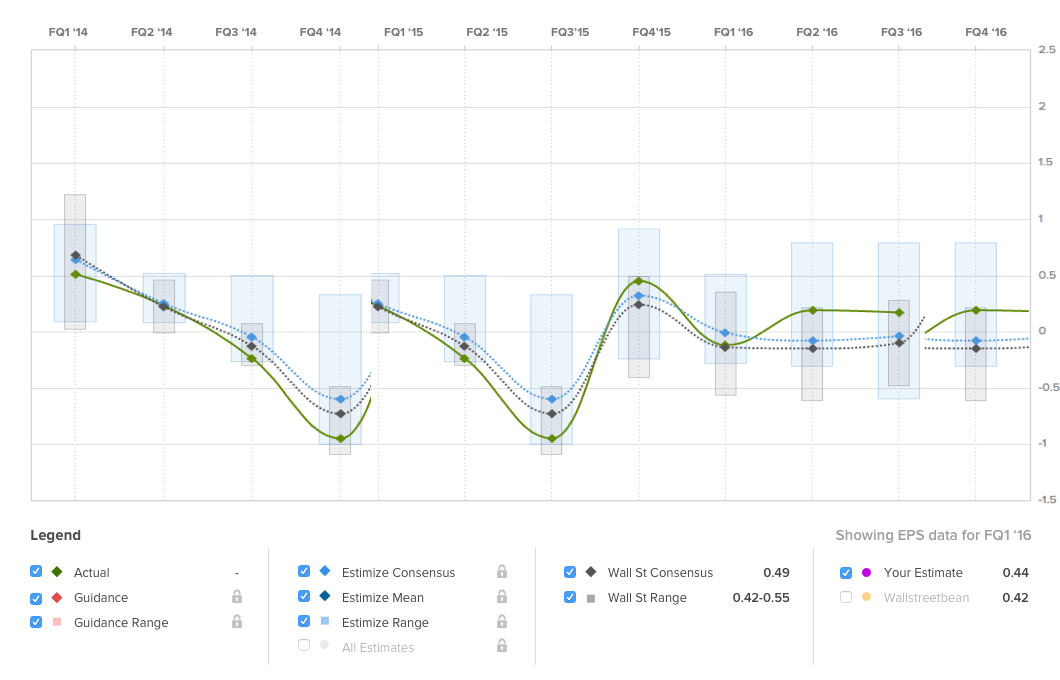 FQ1 ‘14 FQ2 ‘14 FQ3 ‘14 FQ4 ‘14 FQ1 ‘15 FQ2 ‘15 FQ3‘15 FQ4‘15 FQ1 ‘16 FQ2 ‘16 FQ3 ‘16 FQ4 ‘16
2.5
2
1.5
1
0.5
0
-0.5
-1
-1.5
Legend Showing EPS data for FQ1 ‘16
Actual - Estimize Consensus Wall St Consensus 0.49 Your Estimate 0.44
Guidance Estimize Mean Wall St Range 0.42-0.55 Wallstreetbean 0.42
Guidance Range Estimize Range
All Estimates